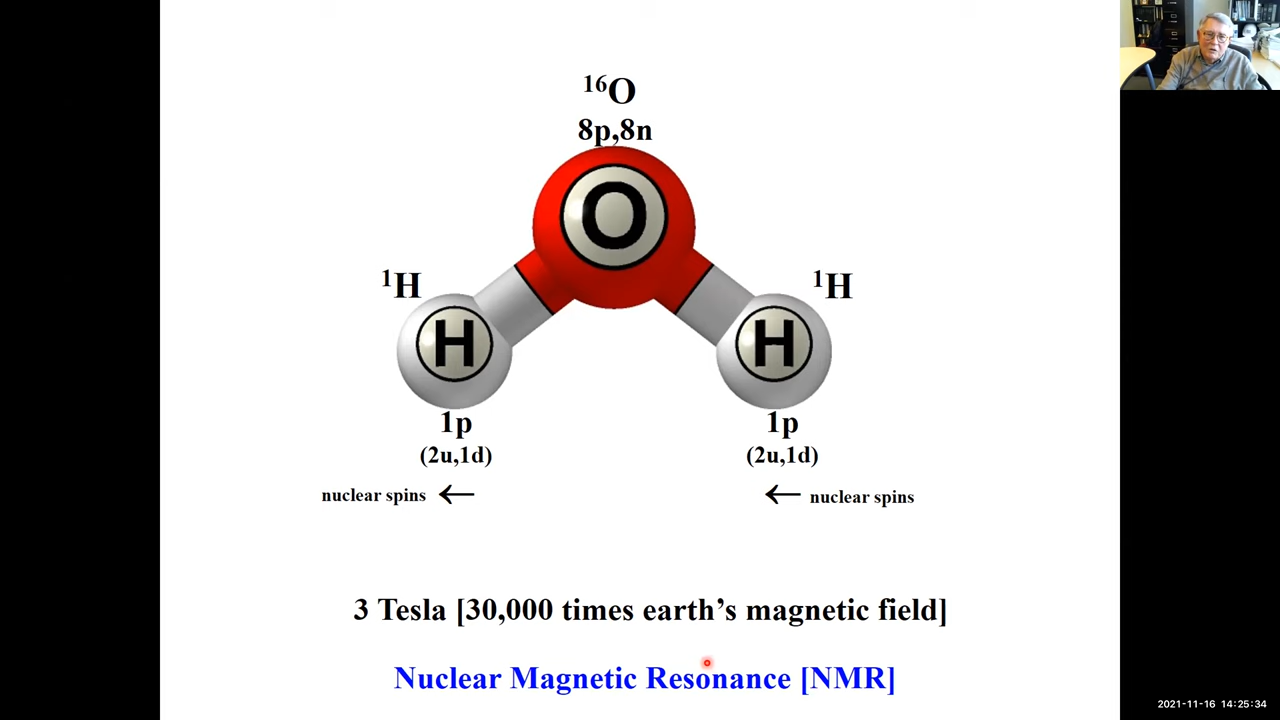 ¹⁶O
8p,8n
O
¹H ¹H
H H
1p 1p
(2u,1d) (2u,1d)
nuclear spins ← ← nuclear spins
3 Tesla [30,000 times earth’s magnetic field]
Nuclear Magnetic Resonance [NMR]
2021-11-16 14:25:34